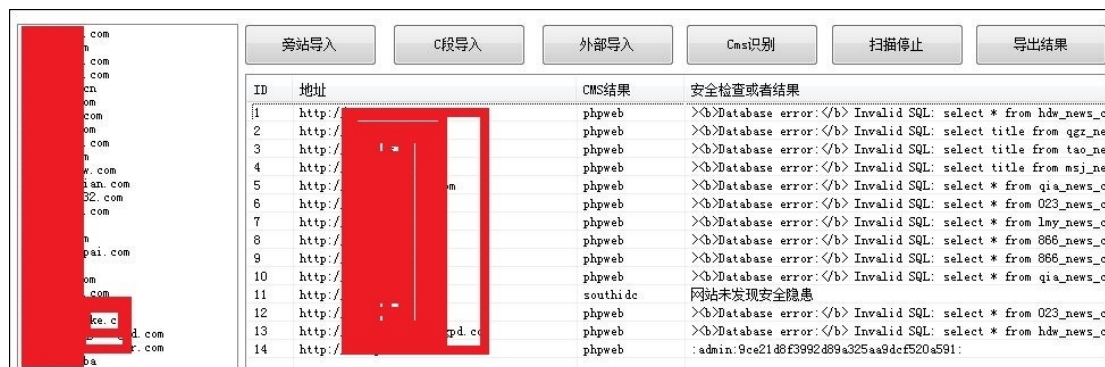 .com
.com
.com
cn
om
com
om
.com
w.com
ian.com
32.com
.com
pai.com
om
.com
ke.c
pd.com
r.com
ba
旁站导入 C段导入 外部导入 Cms识别 扫描停止 导出结果
ID 地址 CMS结果 安全检查或者结果
1 http:/ phpweb ><b>Database error:</b> Invalid SQL: select * from hdw_news_c
2 http:/ phpweb ><b>Database error:</b> Invalid SQL: select title from qgz_ne
3 http:/ phpweb ><b>Database error:</b> Invalid SQL: select title from tao_ne
4 http:/ phpweb ><b>Database error:</b> Invalid SQL: select title from msj_ne
5 http:/ phpweb ><b>Database error:</b> Invalid SQL: select * from qia_news_c
6 http:/ phpweb ><b>Database error:</b> Invalid SQL: select * from 023_news_c
7 http:/ phpweb ><b>Database error:</b> Invalid SQL: select * from lmy_news_c
8 http:/ phpweb ><b>Database error:</b> Invalid SQL: select * from 866_news_c
9 http:/ phpweb ><b>Database error:</b> Invalid SQL: select * from 866_news_c
10 http:/ phpweb ><b>Database error:</b> Invalid SQL: select * from qia_news_c
11 http:/ southidc 网站未发现安全隐患
12 http:/ phpweb ><b>Database error:</b> Invalid SQL: select * from 023_news_c
13 http:/ pd.co phpweb ><b>Database error:</b> Invalid SQL: select * from hdw_news_c
14 http:/ phpweb :admin:9ce21d8f3992d89a325aa9dcf520a591: